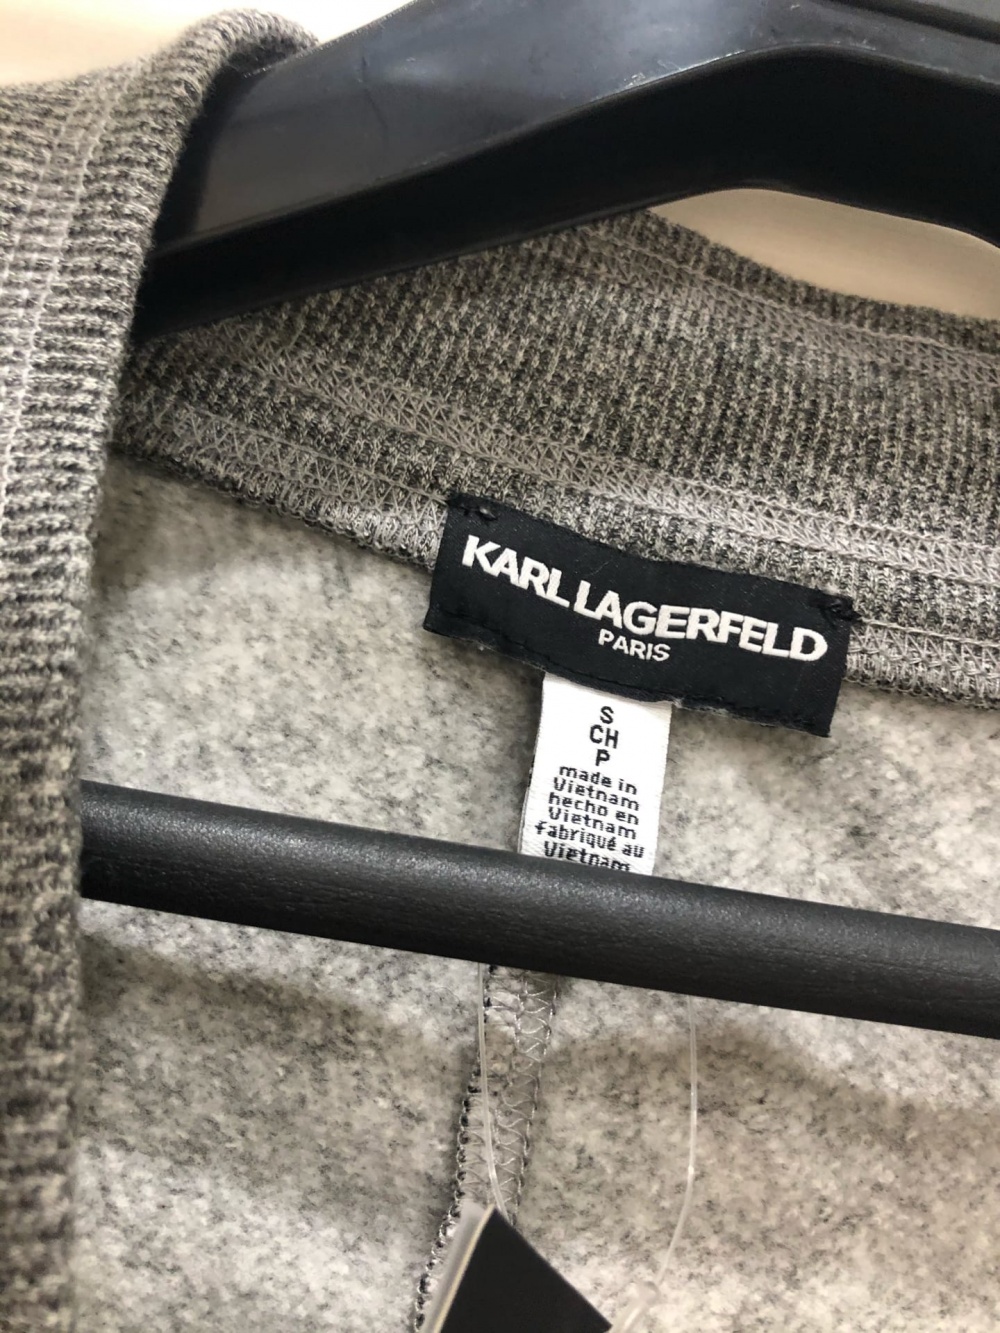 KARL LAGERFELD
PARIS
S
CH
P
made in
Vietnam
hecho en
Vietnam
fabriqué au
Vietnam